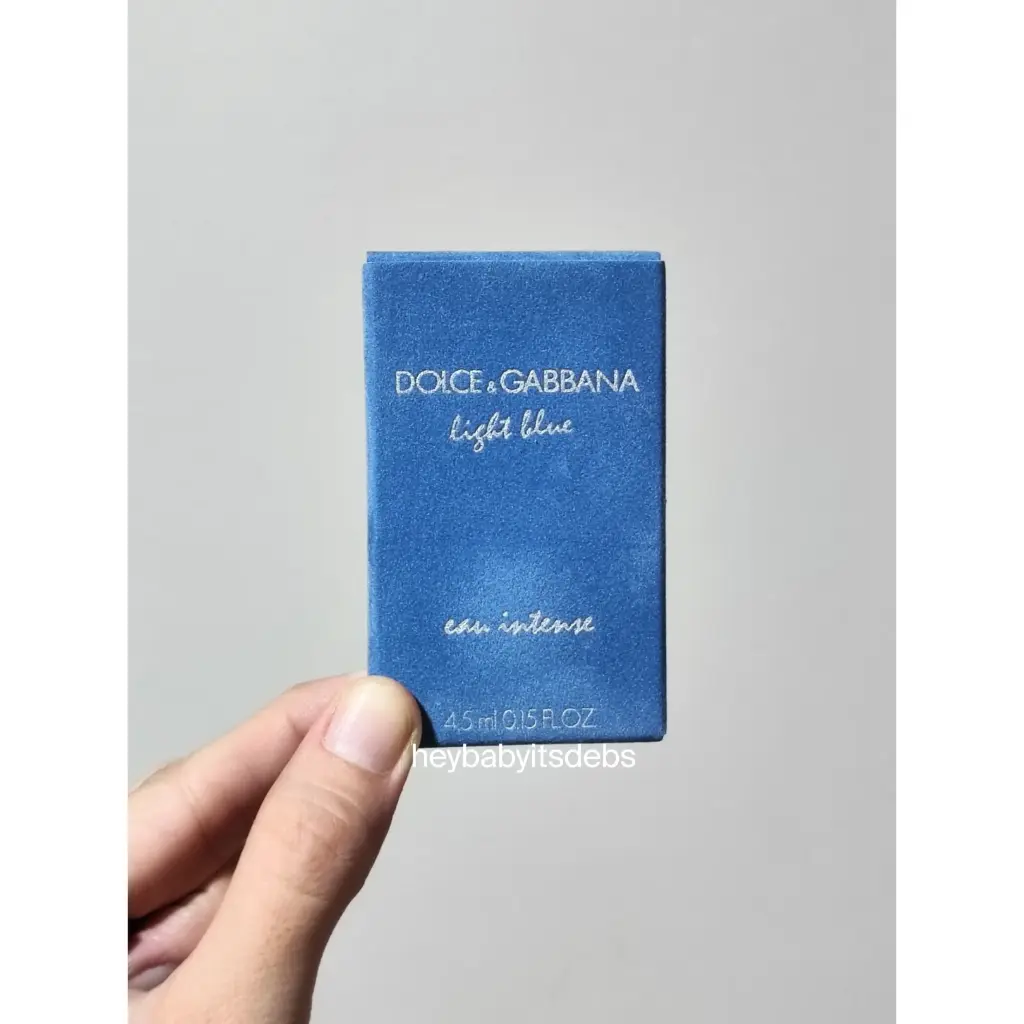 DOLCE & GABBANA
light blue
eau intense
4.5 ml 0.15 FL.OZ
heybabyitsdebs